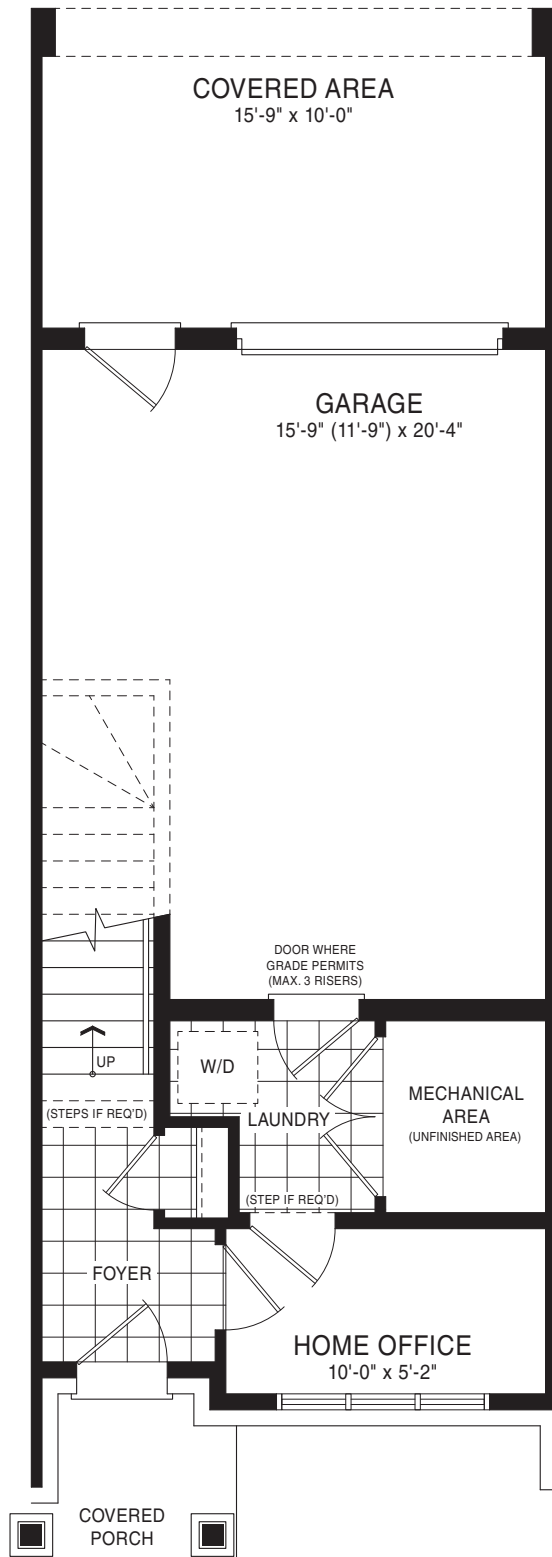 COVERED AREA
15'-9" x 10'-0"
GARAGE
15'-9" (11'-9") x 20'-4"
DOOR WHERE
GRADE PERMITS
(MAX. 3 RISERS)
UP
W/D
MECHANICAL
AREA
(UNFINISHED AREA)
(STEPS IF REQ'D)
LAUNDRY
(STEP IF REQ'D)
FOYER
HOME OFFICE
10'-0" x 5'-2"
COVERED
PORCH